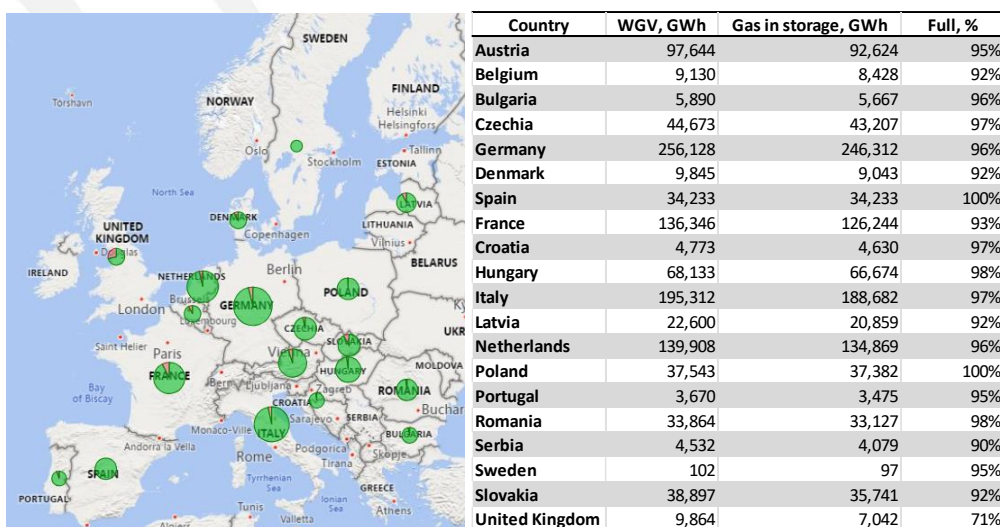 SWEDEN
FINLAND
Torshavn
NORWAY
Helsinki
Helsingfors
Oslo
Stockholm
Tallinn
ESTONIA
North Sea
LATVIA
DENMARK
Copenhagen
LITHUANIA
Vilnius
UNITED
KINGDOM
Douglas
IRELAND
BELARUS
NETHERLANDS
Berlin
POLAND
London
Brussels
GERMANY
Luxembourg
CZECHIA
UKR
Saint Helier
Paris
SLOVAKIA
Vienna
FRANCE
HUNGARY
MOLDOVA
Bay
of Biscay
Bern
Ljubljana
Zagreb
ROMANIA
CROATIA
Buchar
Monaco-Ville
Sarajevo
SERBIA
Andorra la Vella
ITALY
BULGARIA
Podgorica
Skopje
Rome
Tirana
SPAIN
Tyrrhenian
Sea
GREECE
PORTUGAL
Ionian
Sea
Athens
Tunis
Valletta
Algiers
Country WGV, GWh Gas in storage, GWh Full, %
Austria 97,644 92,624 95%
Belgium 9,130 8,428 92%
Bulgaria 5,890 5,667 96%
Czechia 44,673 43,207 97%
Germany 256,128 246,312 96%
Denmark 9,845 9,043 92%
Spain 34,233 34,233 100%
France 136,346 126,244 93%
Croatia 4,773 4,630 97%
Hungary 68,133 66,674 98%
Italy 195,312 188,682 97%
Latvia 22,600 20,859 92%
Netherlands 139,908 134,869 96%
Poland 37,543 37,382 100%
Portugal 3,670 3,475 95%
Romania 33,864 33,127 98%
Serbia 4,532 4,079 90%
Sweden 102 97 95%
Slovakia 38,897 35,741 92%
United Kingdom 9,864 7,042 71%